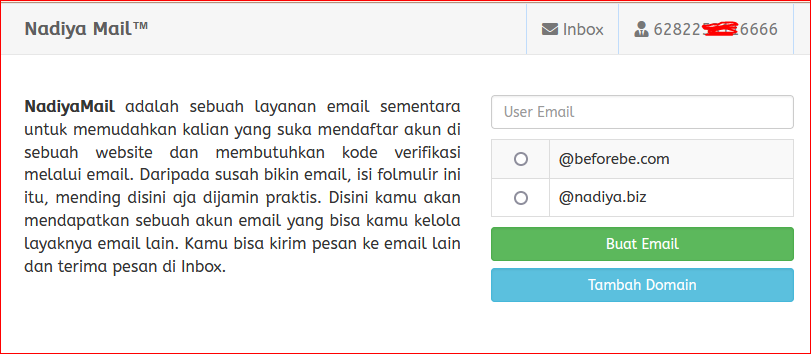 Nadiya Mail™
Inbox
NadiyaMail adalah sebuah layanan email sementara
untuk memudahkan kalian yang suka mendaftar akun di
sebuah website dan membutuhkan kode verifikasi
melalui email. Daripada susah bikin email, isi folmulir ini
itu, mending disini aja dijamin praktis. Disini kamu akan
mendapatkan sebuah akun email yang bisa kamu kelola
layaknya email lain. Kamu bisa kirim pesan ke email lain
dan terima pesan di Inbox.
User Email
@beforebe.com
@nadiya.biz
Buat Email
Tambah Domain